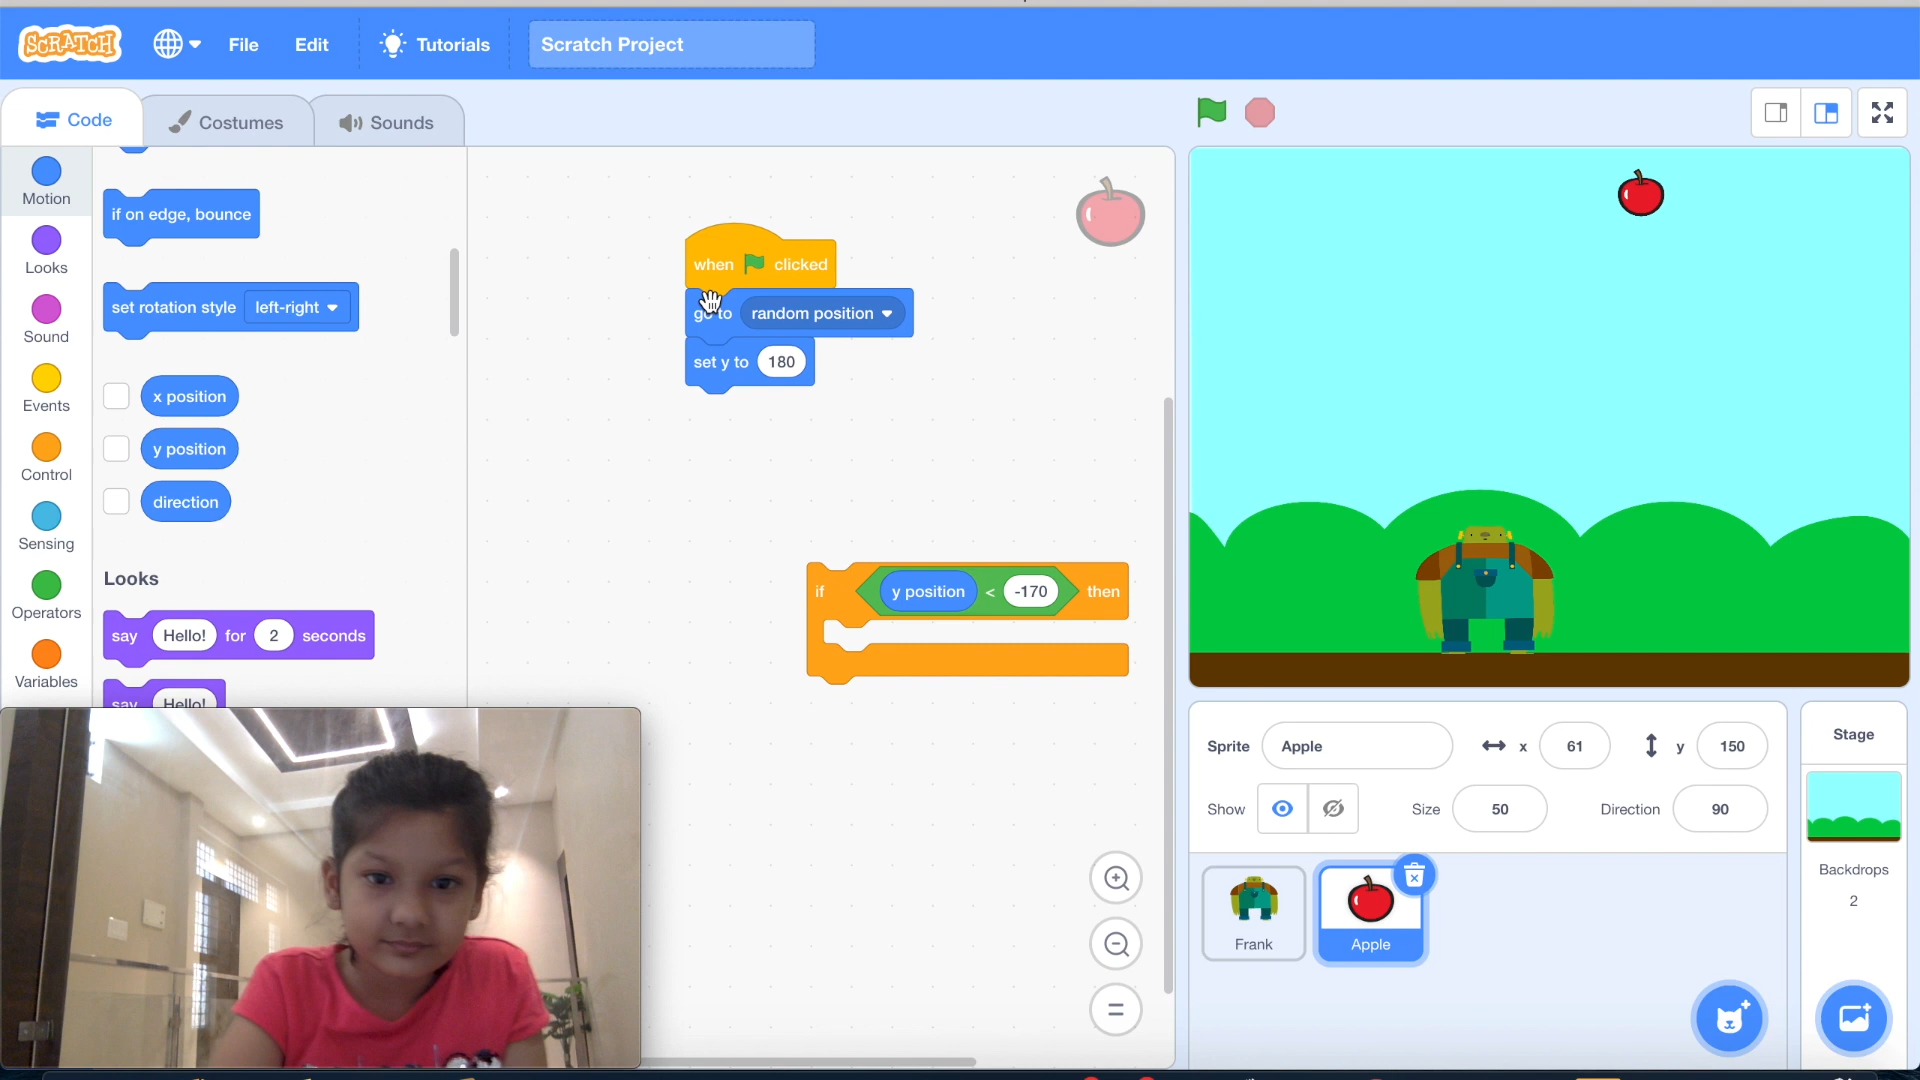 SCRATCH
File
Edit
Tutorials
Scratch Project
Code
Costumes
Sounds
Motion
Looks
Sound
Events
Control
Sensing
Operators
Variables
if on edge, bounce
set rotation style left-right
x position
y position
direction
Looks
say Hello! for 2 seconds
say Hello!
when clicked
go to random position
set y to 180
if y position < -170 then
Sprite Apple x 61 y 150
Show Size 50 Direction 90
Frank
Apple
Stage
Backdrops
2